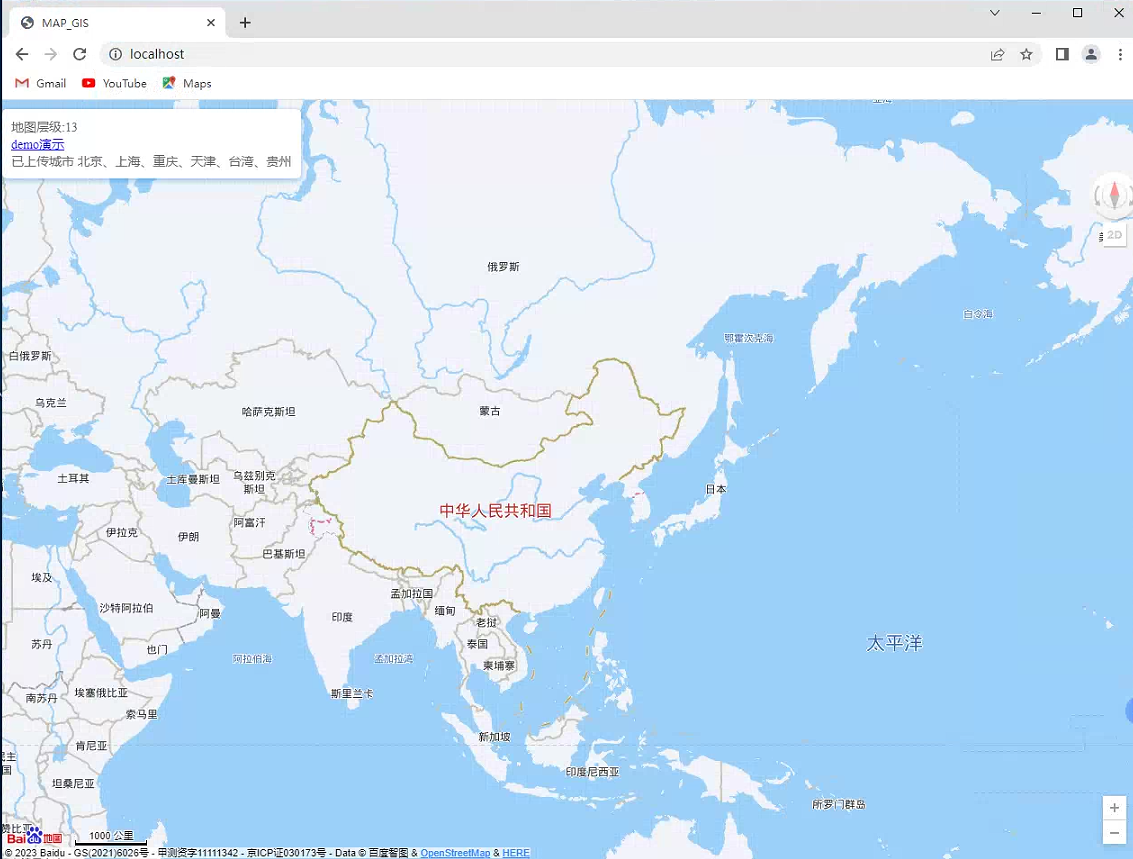 MAP_GIS
localhost
Gmail YouTube Maps
地图层级:13
demo演示
已上传城市 北京、上海、重庆、天津、台湾、贵州
2D
俄罗斯
白令海
鄂霍次克海
白俄罗斯
乌克兰
哈萨克斯坦
蒙古
土耳其
土库曼斯坦
乌兹别克
斯坦
日本
中华人民共和国
阿富汗
伊拉克
伊朗
巴基斯坦
埃及
孟加拉国
沙特阿拉伯
阿曼
印度
缅甸
老挝
苏丹
也门
泰国
太平洋
阿拉伯海
孟加拉湾
柬埔寨
南苏丹
埃塞俄比亚
斯里兰卡
索马里
新加坡
肯尼亚
印度尼西亚
坦桑尼亚
所罗门群岛
Bai du 地图
1000 公里
© 2023 Baidu - GS(2021)6026号 - 甲测资字11111342 - 京ICP证030173号 - Data © 百度智图 & OpenStreetMap & HERE